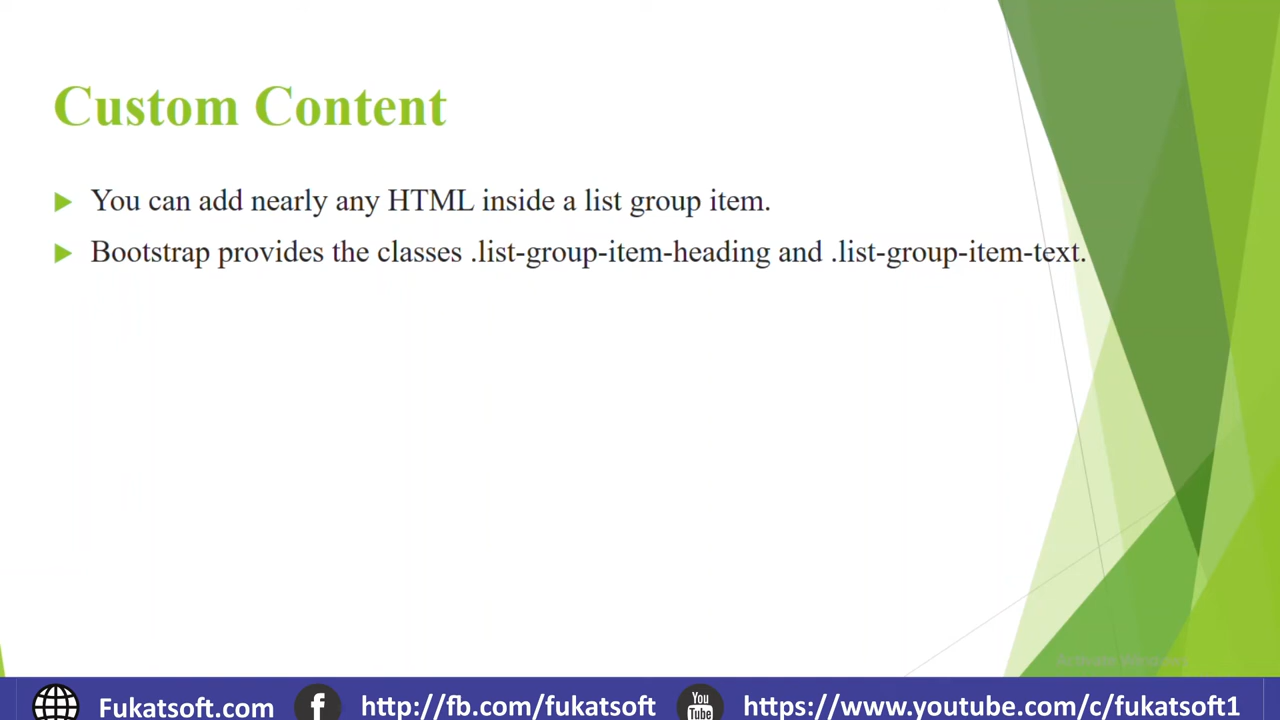 Custom Content
You can add nearly any HTML inside a list group item.
Bootstrap provides the classes .list-group-item-heading and .list-group-item-text.
Activate Windows
Fukatsoft.com
f
http://fb.com/fukatsoft
You
Tube
https://www.youtube.com/c/fukatsoft1